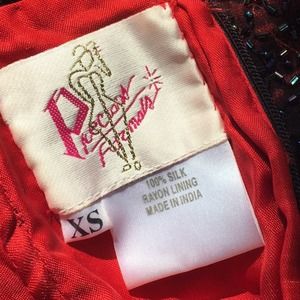 Precious
Formals
XS
100% SILK
RAYON LINING
MADE IN INDIA